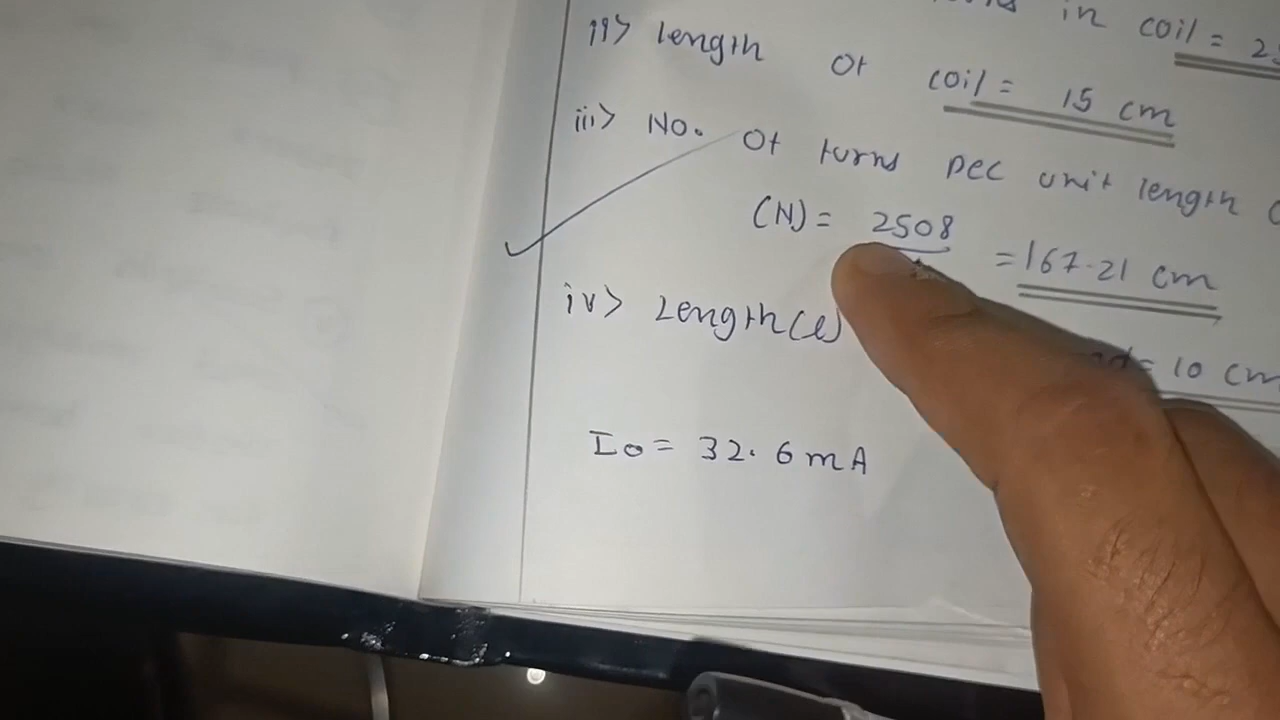 in coil = 2
ii> length of coil = 15 cm
iii> No. of turns per unit length
(N) = 2508 = 167.21 cm
iv> Length(l) = 10 cm
Io = 32.6 mA